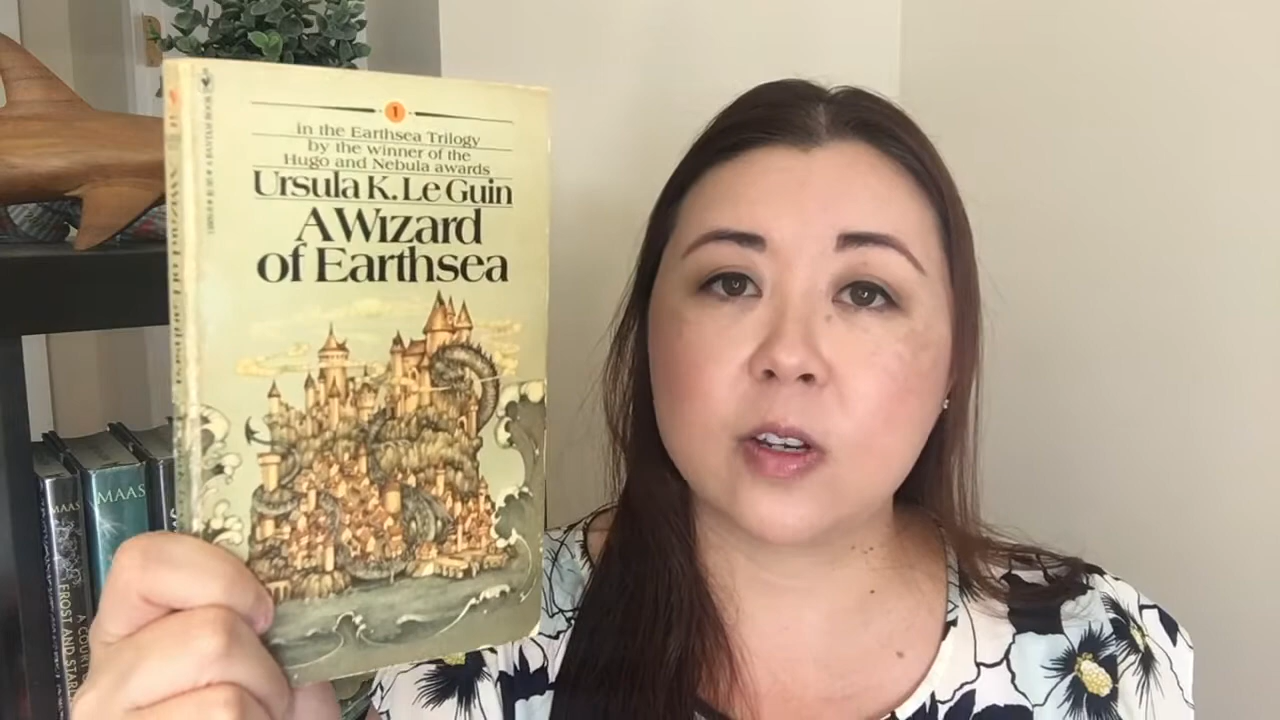 1
in the Earthsea Trilogy
by the winner of the
Hugo and Nebula awards
Ursula K. Le Guin
A Wizard
of Earthsea
MAAS
MAAS
FROST AND STARL
A COURT